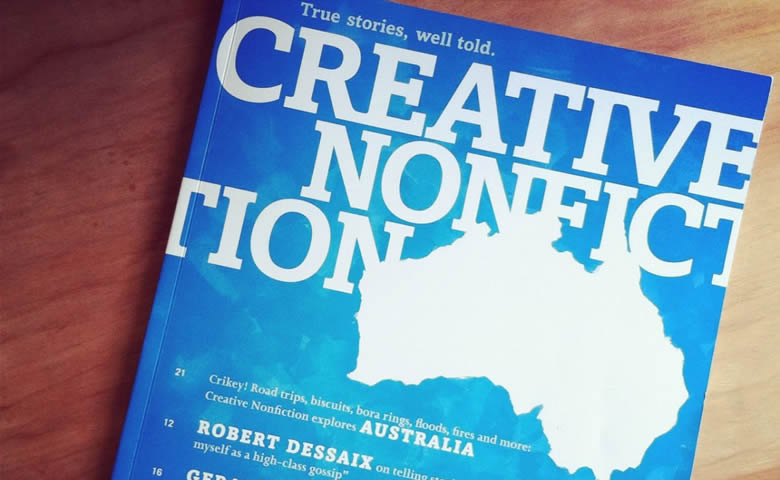 True stories, well told.
CREATIVE
NONFICT
TION
21 Crikey! Road trips, biscuits, bora rings, floods, fires and more:
Creative Nonfiction explores AUSTRALIA
12 ROBERT DESSAIX on telling
myself as a high-class gossip"
16